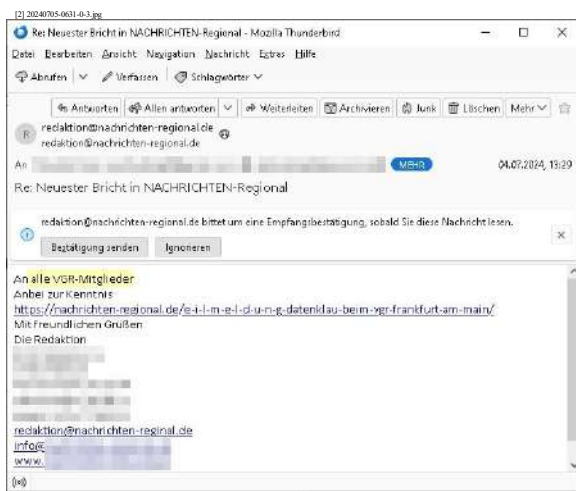 [2] 20240705-0631-0-3.jpg
Re: Neuester Bricht in NACHRICHTEN-Regional - Mozilla Thunderbird
Datei Bearbeiten Ansicht Navigation Nachricht Extras Hilfe
Abrufen Verfassen Schlagwörter
Antworten Allen antworten Weiterleiten Archivieren Junk Löschen Mehr
R
redaktion@nachrichten-regional.de
redaktion@nachrichten-regional.de
An MEHR 04.07.2024, 13:29
Re: Neuester Bricht in NACHRICHTEN-Regional
redaktion@nachrichten-regional.de bittet um eine Empfangsbestätigung, sobald Sie diese Nachricht lesen.
Bestätigung senden Ignorieren
An alle VGR-Mitglieder
Anbei zur Kenntnis
https://nachrichten-regional.de/e-i-l-m-e-l-d-u-n-g-datenklau-beim-vgr-frankfurt-am-main/
Mit freundlichen Grüßen
Die Redaktion
redaktion@nachrichten-reginal.de
info@
www.